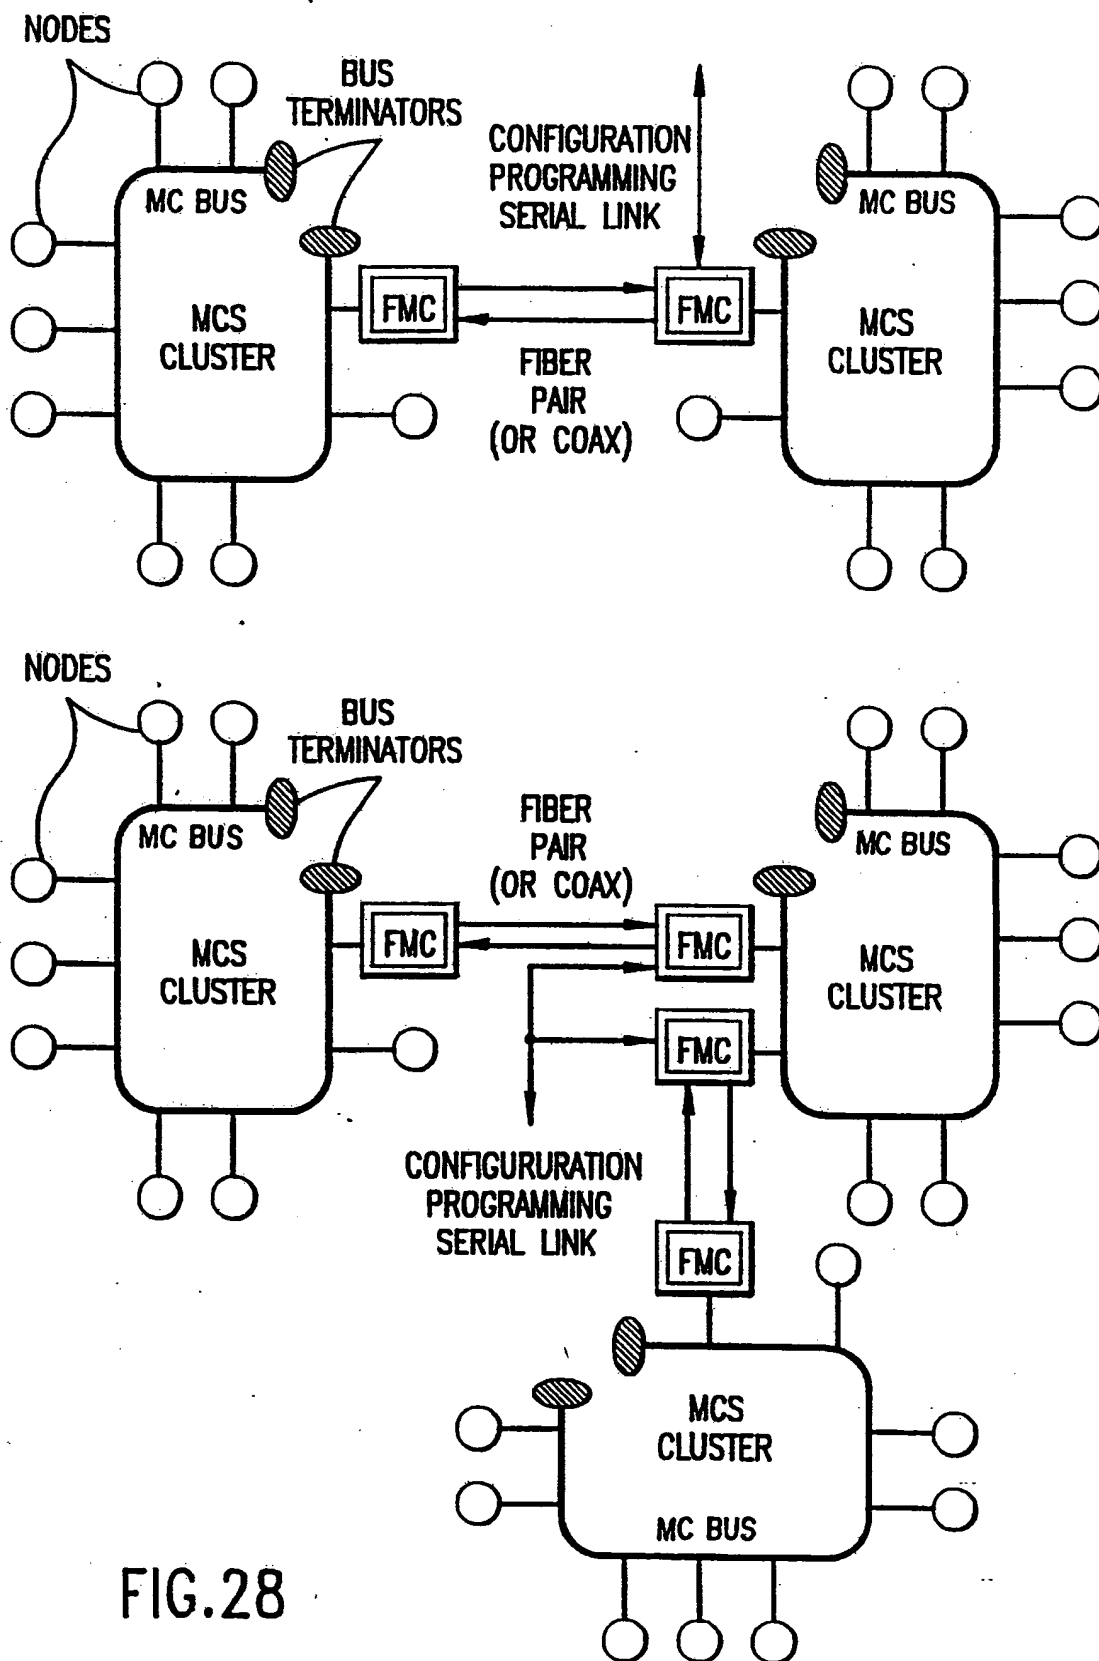 NODES
BUS
TERMINATORS
CONFIGURATION
PROGRAMMING
SERIAL LINK
MC BUS
MC BUS
MCS
CLUSTER
FMC
FMC
MCS
CLUSTER
FIBER
PAIR
(OR COAX)
NODES
BUS
TERMINATORS
FIBER
PAIR
(OR COAX)
MC BUS
MC BUS
MCS
CLUSTER
FMC
FMC
MCS
CLUSTER
FMC
CONFIGURURATION
PROGRAMMING
SERIAL LINK
FMC
MCS
CLUSTER
MC BUS
FIG.28